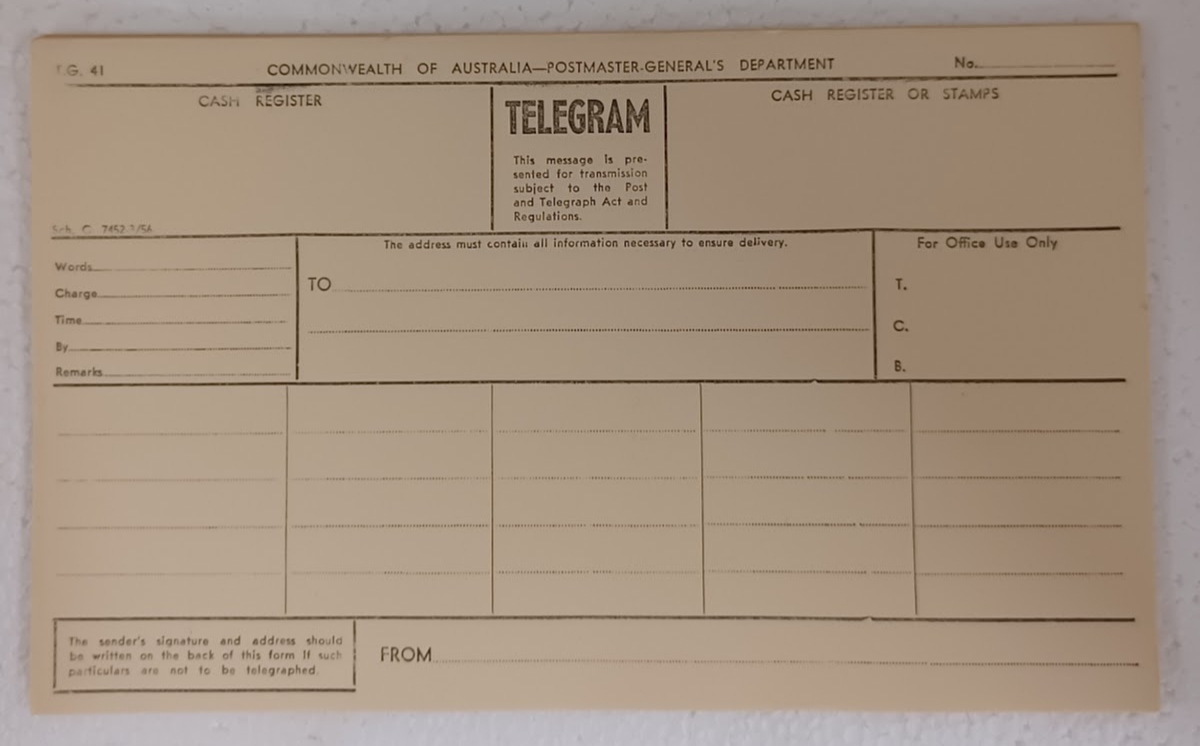 T.G. 41
COMMONWEALTH OF AUSTRALIA—POSTMASTER-GENERAL'S DEPARTMENT
No.
CASH REGISTER
TELEGRAM
This message is pre-
sented for transmission
subject to the Post
and Telegraph Act and
Regulations.
CASH REGISTER OR STAMPS
Sch. C. 7452
Words
Charge
Time
By
Remarks
The address must contain all information necessary to ensure delivery.
TO
For Office Use Only
T.
C.
B.
The sender's signature and address should
be written on the back of this form if such
particulars are not to be telegraphed.
FROM